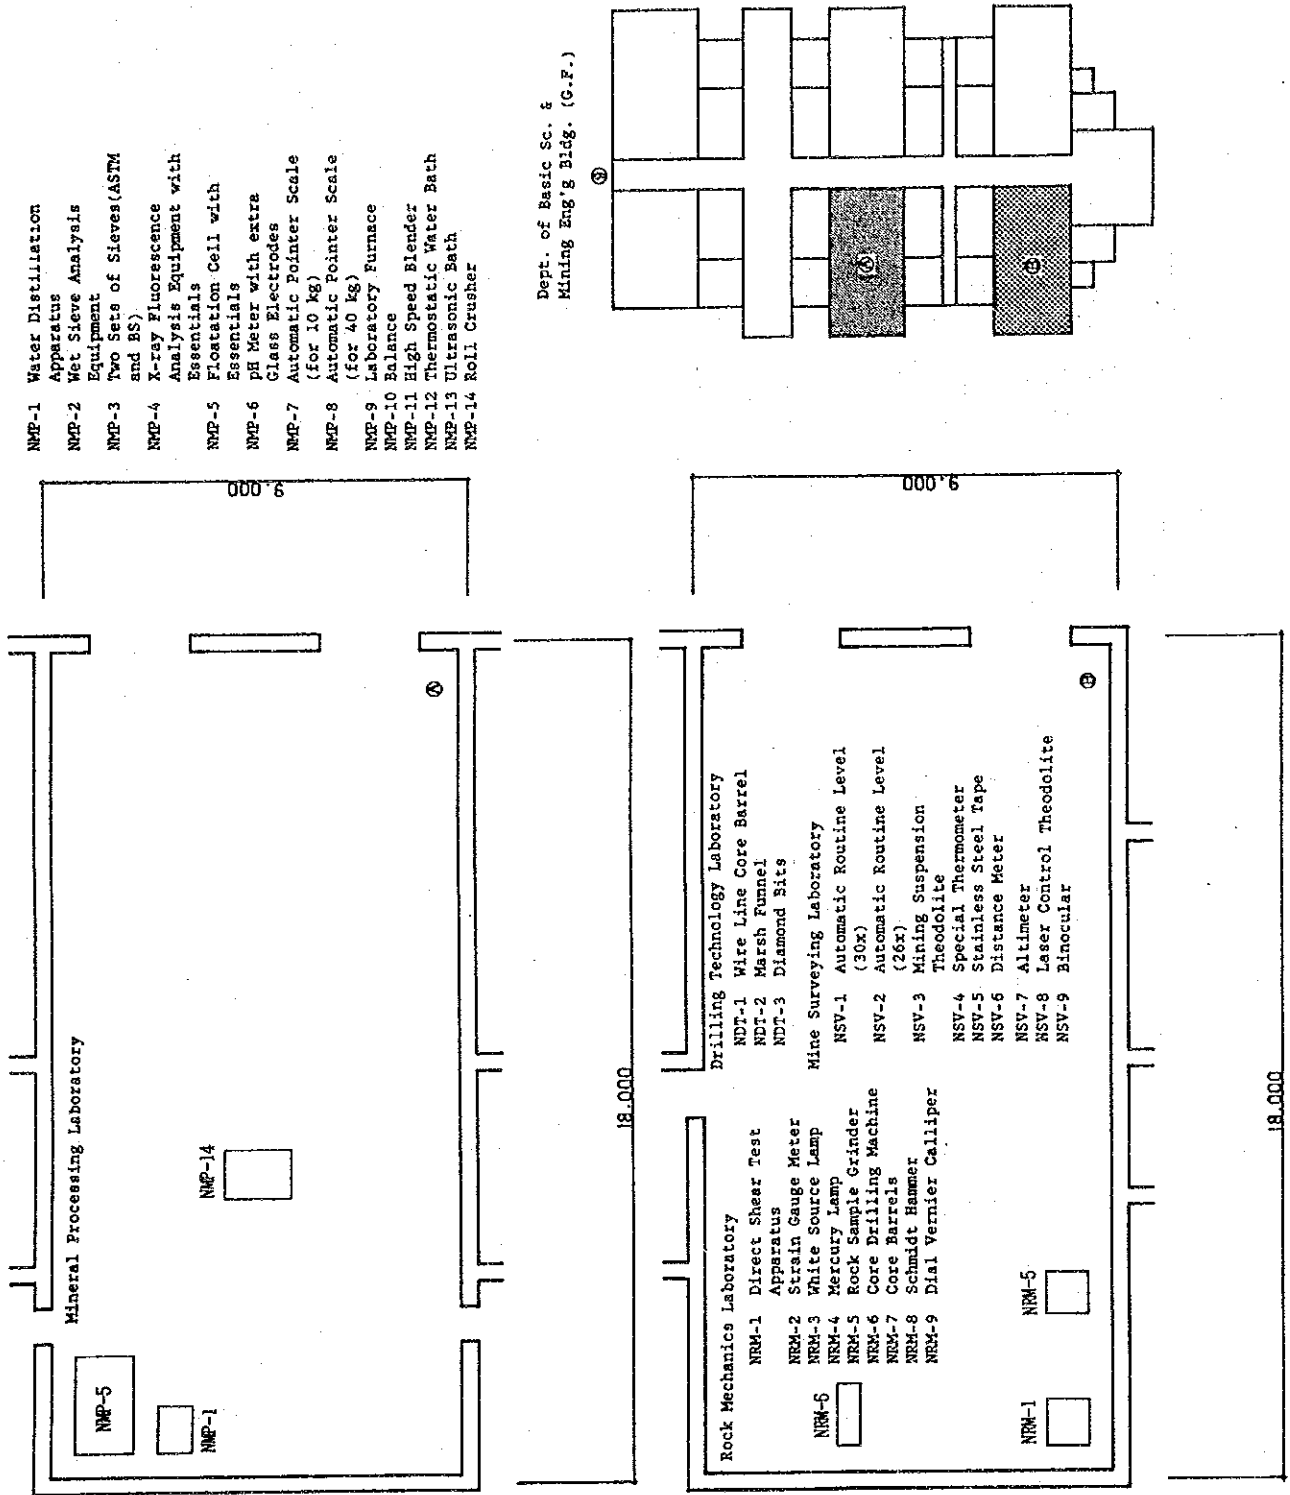 Mineral Processing Laboratory
NMP-5
NMP-1
NMP-14
Ⓐ
18.000
9.000
NMP-1 Water Distillation
Apparatus
NMP-2 Wet Sieve Analysis
Equipment
NMP-3 Two Sets of Sieves(ASTM
and BS)
NMP-4 X-ray Fluorescence
Analysis Equipment with
Essentials
NMP-5 Floatation Cell with
Essentials
NMP-6 pH Meter with extra
Glass Electrodes
NMP-7 Automatic Pointer Scale
(for 10 kg)
NMP-8 Automatic Pointer Scale
(for 40 kg)
NMP-9 Laboratory Furnace
NMP-10 Balance
NMP-11 High Speed Blender
NMP-12 Thermostatic Water Bath
NMP-13 Ultrasonic Bath
NMP-14 Roll Crusher
Rock Mechanics Laboratory
NRM-1 Direct Shear Test
Apparatus
NRM-2 Strain Gauge Meter
NRM-3 White Source Lamp
NRM-4 Mercury Lamp
NRM-5 Rock Sample Grinder
NRM-6 Core Drilling Machine
NRM-7 Core Barrels
NRM-8 Schmidt Hammer
NRM-9 Dial Vernier Calliper
NRM-6
NRM-1
NRM-5
Drilling Technology Laboratory
NDT-1 Wire Line Core Barrel
NDT-2 Marsh Funnel
NDT-3 Diamond Bits
Mine Surveying Laboratory
NSV-1 Automatic Routine Level
(30x)
NSV-2 Automatic Routine Level
(26x)
NSV-3 Mining Suspension
Theodolite
NSV-4 Special Thermometer
NSV-5 Stainless Steel Tape
NSV-6 Distance Meter
NSV-7 Altimeter
NSV-8 Laser Control Theodolite
NSV-9 Binocular
18.000
9.000
Dept. of Basic Sc. &
Mining Eng'g Bldg. (G.F.)
Ⓐ